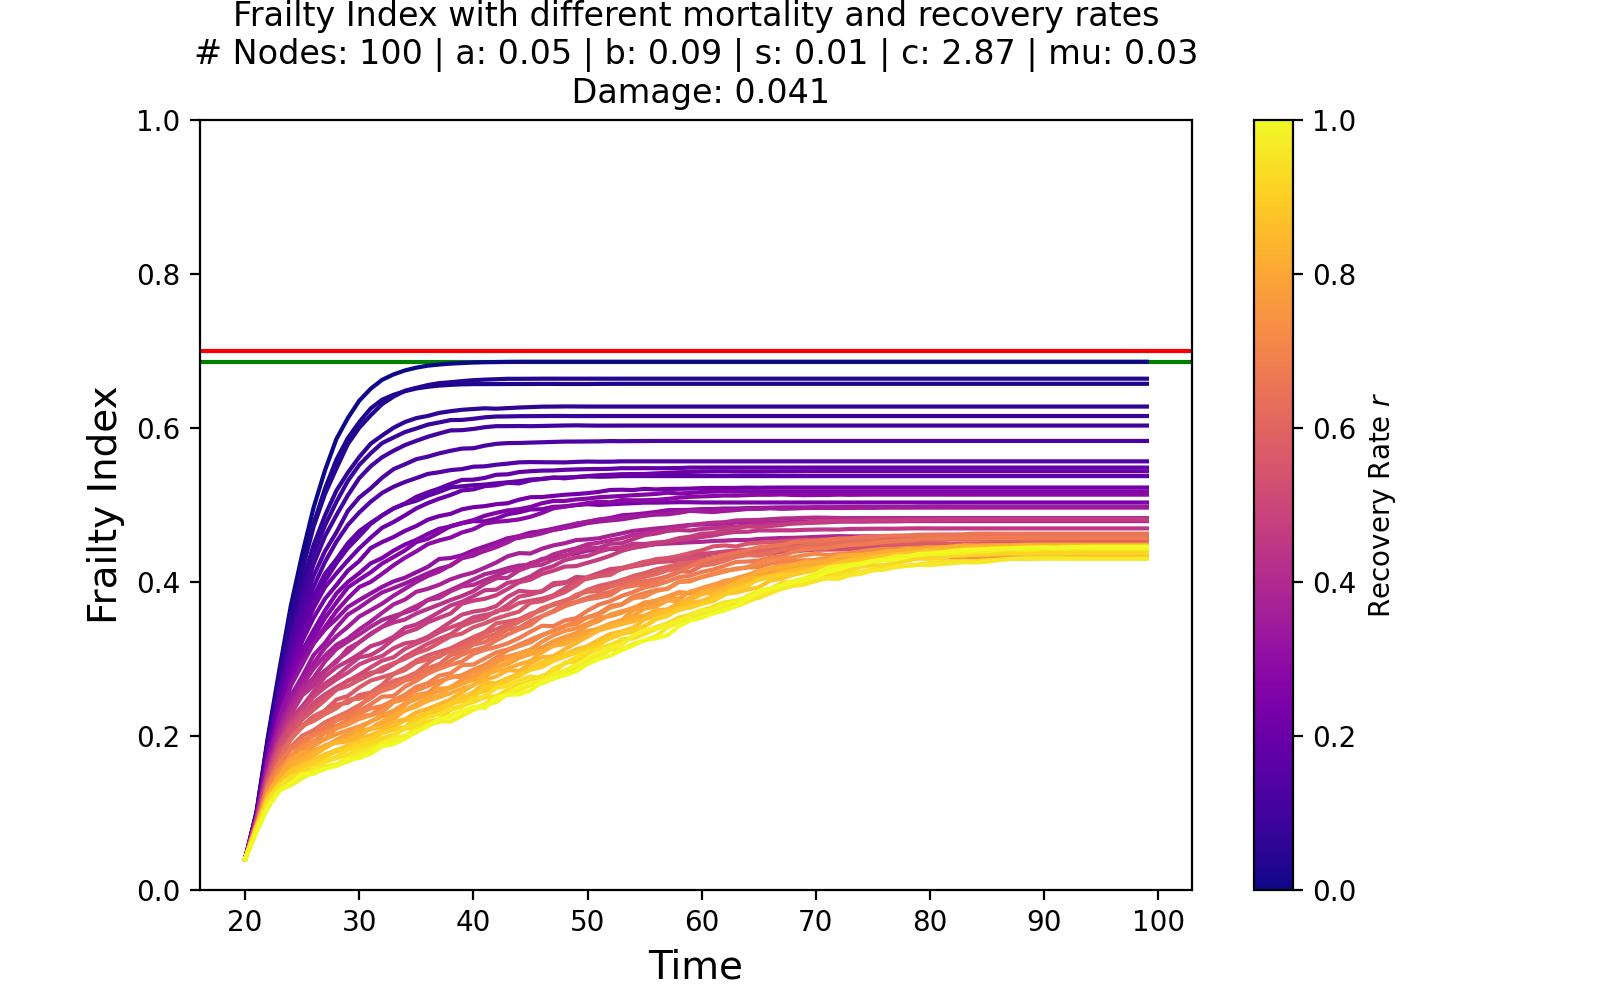 Frailty Index with different mortality and recovery rates
# Nodes: 100 | a: 0.05 | b: 0.09 | s: 0.01 | c: 2.87 | mu: 0.03
Damage: 0.041
1.0
0.8
0.6
0.4
0.2
0.0
Frailty Index
20 30 40 50 60 70 80 90 100
Time
1.0
0.8
0.6
0.4
0.2
0.0
Recovery Rate r